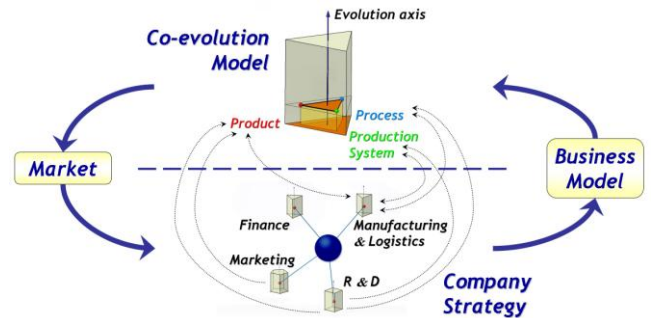 Evolution axis
Co-evolution
Model
Process
Product
Production
System
Market
Business
Model
Finance
Manufacturing
& Logistics
Marketing
R & D
Company
Strategy